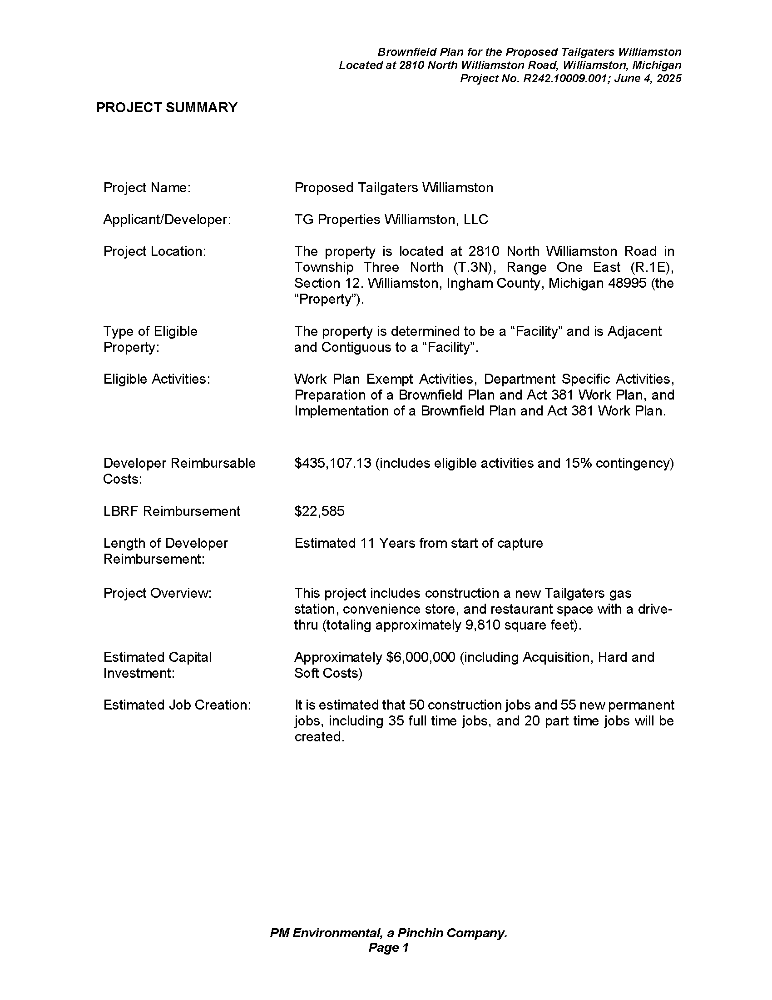 Brownfield Plan for the Proposed Tailgaters Williamston
Located at 2810 North Williamston Road, Williamston, Michigan
Project No. R242.10009.001; June 4, 2025
PROJECT SUMMARY
Project Name: Proposed Tailgaters Williamston
Applicant/Developer: TG Properties Williamston, LLC
Project Location: The property is located at 2810 North Williamston Road in
Township Three North (T.3N), Range One East (R.1E),
Section 12. Williamston, Ingham County, Michigan 48995 (the
“Property”).
Type of Eligible The property is determined to be a “Facility” and is Adjacent
Property: and Contiguous to a “Facility”.
Eligible Activities: Work Plan Exempt Activities, Department Specific Activities,
Preparation of a Brownfield Plan and Act 381 Work Plan, and
Implementation of a Brownfield Plan and Act 381 Work Plan.
Developer Reimbursable $435,107.13 (includes eligible activities and 15% contingency)
Costs:
LBRF Reimbursement $22,585
Length of Developer Estimated 11 Years from start of capture
Reimbursement:
Project Overview: This project includes construction a new Tailgaters gas
station, convenience store, and restaurant space with a drive-
thru (totaling approximately 9,810 square feet).
Estimated Capital Approximately $6,000,000 (including Acquisition, Hard and
Investment: Soft Costs)
Estimated Job Creation: It is estimated that 50 construction jobs and 55 new permanent
jobs, including 35 full time jobs, and 20 part time jobs will be
created.
PM Environmental, a Pinchin Company.
Page 1